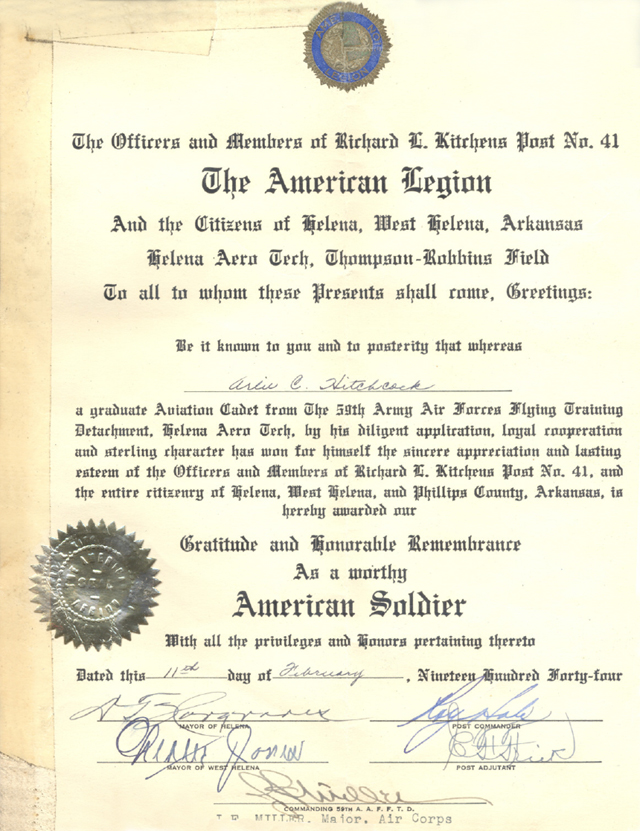 AMERICAN
LEGION
The Officers and Members of Richard L. Kitchens Post No. 41
The American Legion
And the Citizens of Helena, West Helena, Arkansas
Helena Aero Tech, Thompson-Robbins Field
To all to whom these Presents shall come, Greetings:
Be it known to you and to posterity that whereas
Arlie C. Hitchcock
a graduate Aviation Cadet from The 59th Army Air Forces Flying Training
Detachment, Helena Aero Tech, by his diligent application, loyal cooperation
and sterling character has won for himself the sincere appreciation and lasting
esteem of the Officers and Members of Richard L. Kitchens Post No. 41, and
the entire citizenry of Helena, West Helena, and Phillips County, Arkansas, is
hereby awarded our
Gratitude and Honorable Remembrance
As a worthy
American Soldier
With all the privileges and Honors pertaining thereto
Dated this 11th day of February, Nineteen Hundred Forty-four
MAYOR OF HELENA
POST COMMANDER
MAYOR OF WEST HELENA
POST ADJUTANT
COMMANDING 59TH A. A. F. F. T. D.
MILLER, Major, Air Corps